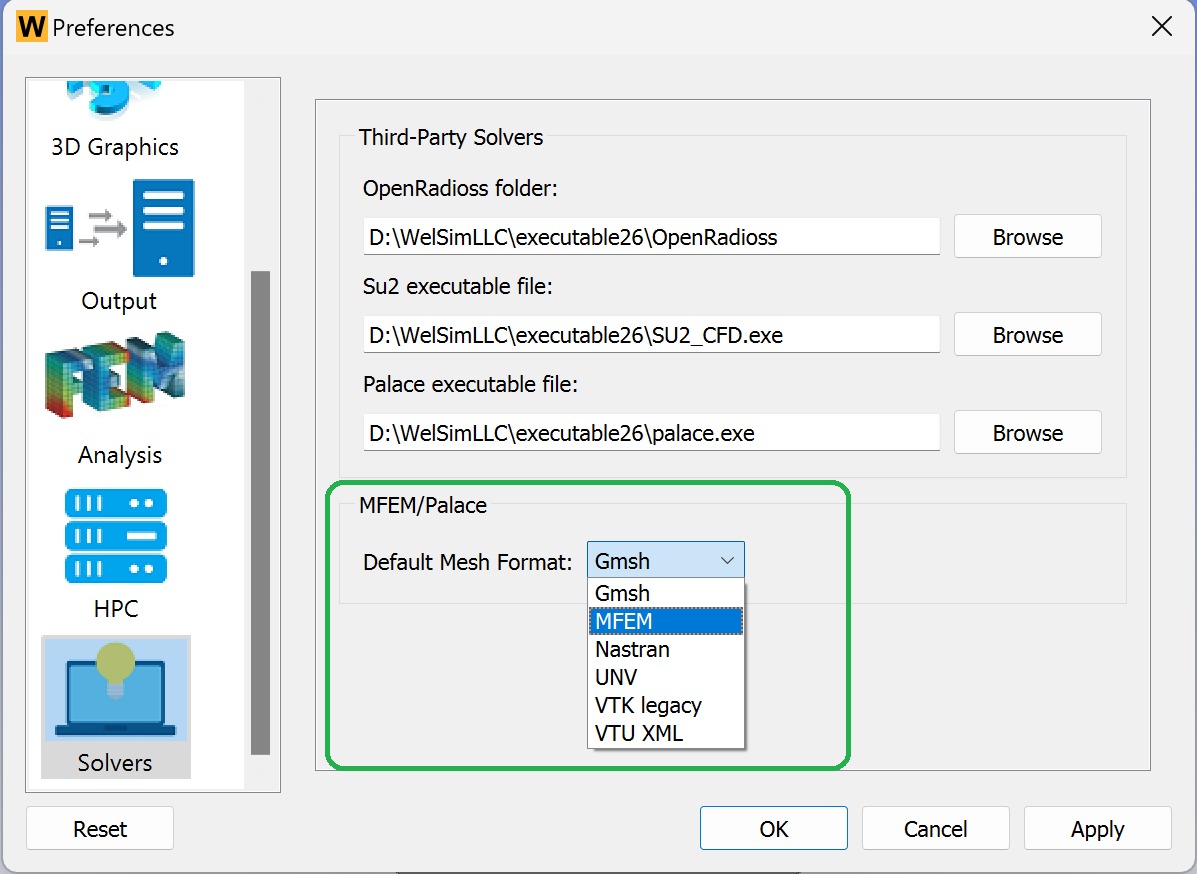 W Preferences
3D Graphics
Output
FEM
Analysis
HPC
Solvers
Third-Party Solvers
OpenRadioss folder:
D:\WelSimLLC\executable26\OpenRadioss
Browse
Su2 executable file:
D:\WelSimLLC\executable26\SU2_CFD.exe
Browse
Palace executable file:
D:\WelSimLLC\executable26\palace.exe
Browse
MFEM/Palace
Default Mesh Format:
Gmsh
Gmsh
MFEM
Nastran
UNV
VTK legacy
VTU XML
Reset
OK
Cancel
Apply